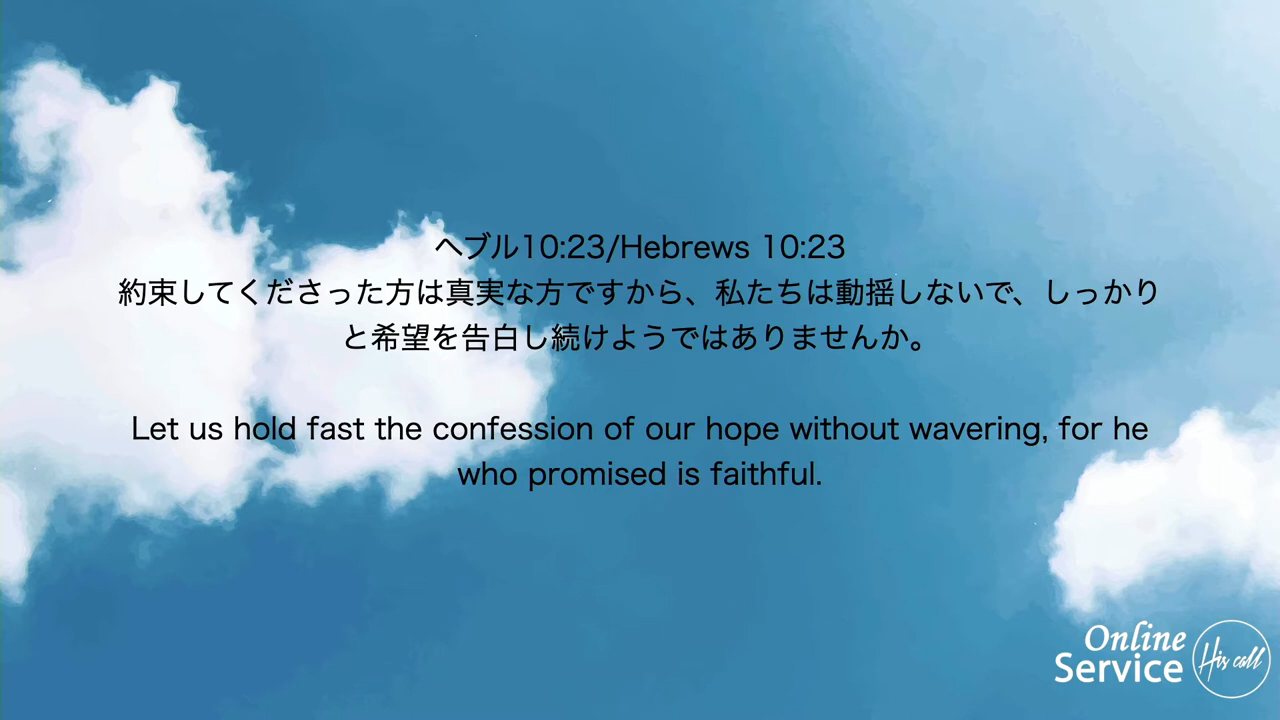 ヘブル10:23/Hebrews 10:23
約束してくださった方は真実な方ですから、私たちは動揺しないで、しっかり
と希望を告白し続けようではありませんか。
Let us hold fast the confession of our hope without wavering, for he
who promised is faithful.
Online
Service
His call